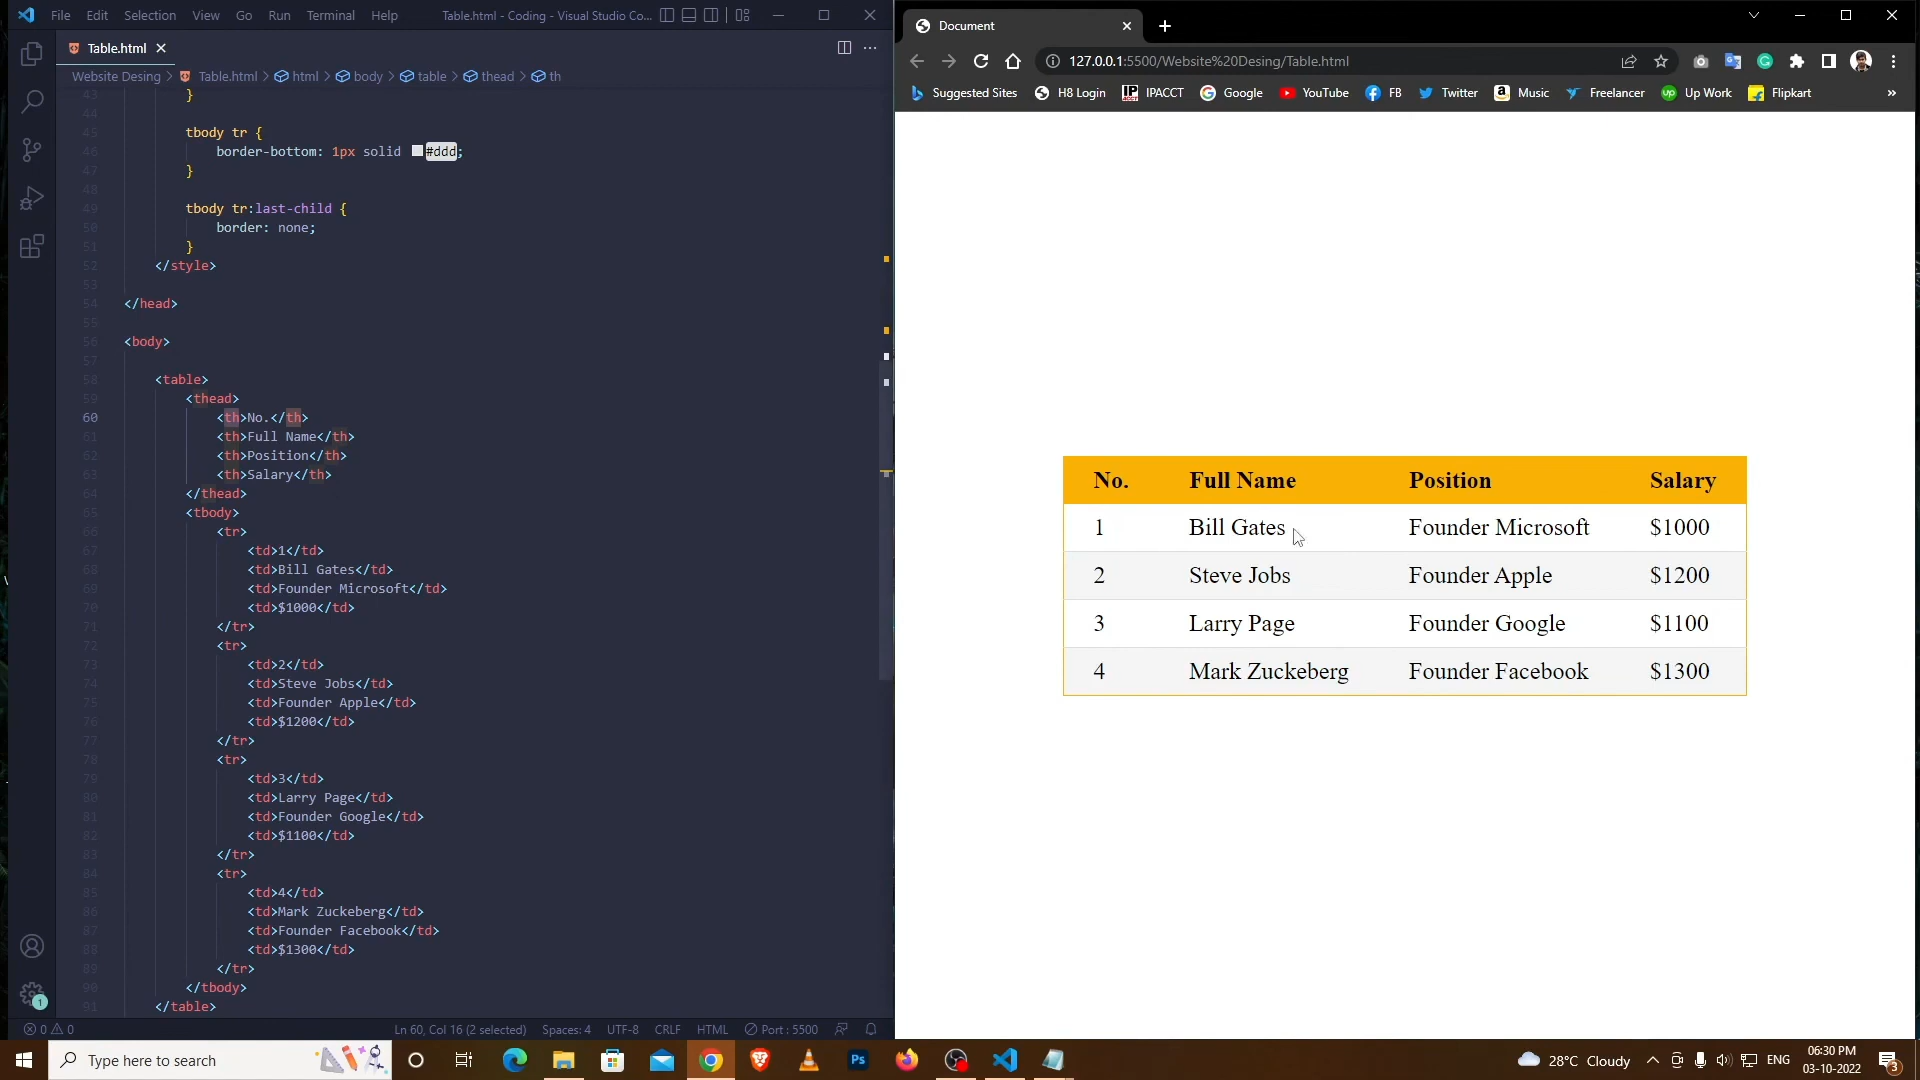 File Edit Selection View Go Run Terminal Help Table.html - Coding - Visual Studio Co...
Table.html
Website Desing > Table.html > html > body > table > thead > th
43 }
44
45 tbody tr {
46 border-bottom: 1px solid #ddd;
47 }
48
49 tbody tr:last-child {
50 border: none;
51 }
52 </style>
53
54 </head>
55
56 <body>
57
58 <table>
59 <thead>
60 <th>No.</th>
61 <th>Full Name</th>
62 <th>Position</th>
63 <th>Salary</th>
64 </thead>
65 <tbody>
66 <tr>
67 <td>1</td>
68 <td>Bill Gates</td>
69 <td>Founder Microsoft</td>
70 <td>$1000</td>
71 </tr>
72 <tr>
73 <td>2</td>
74 <td>Steve Jobs</td>
75 <td>Founder Apple</td>
76 <td>$1200</td>
77 </tr>
78 <tr>
79 <td>3</td>
80 <td>Larry Page</td>
81 <td>Founder Google</td>
82 <td>$1100</td>
83 </tr>
84 <tr>
85 <td>4</td>
86 <td>Mark Zuckeberg</td>
87 <td>Founder Facebook</td>
88 <td>$1300</td>
89 </tr>
90 </tbody>
91 </table>
1
0 0 Ln 60, Col 16 (2 selected) Spaces: 4 UTF-8 CRLF HTML Port : 5500
Document
127.0.0.1:5500/Website%20Desing/Table.html
Suggested Sites H8 Login IPACCT Google YouTube FB Twitter Music Freelancer Up Work Flipkart »
No. Full Name Position Salary
1 Bill Gates Founder Microsoft $1000
2 Steve Jobs Founder Apple $1200
3 Larry Page Founder Google $1100
4 Mark Zuckeberg Founder Facebook $1300
Type here to search Ps 28°C Cloudy ENG 06:30 PM
03-10-2022 3